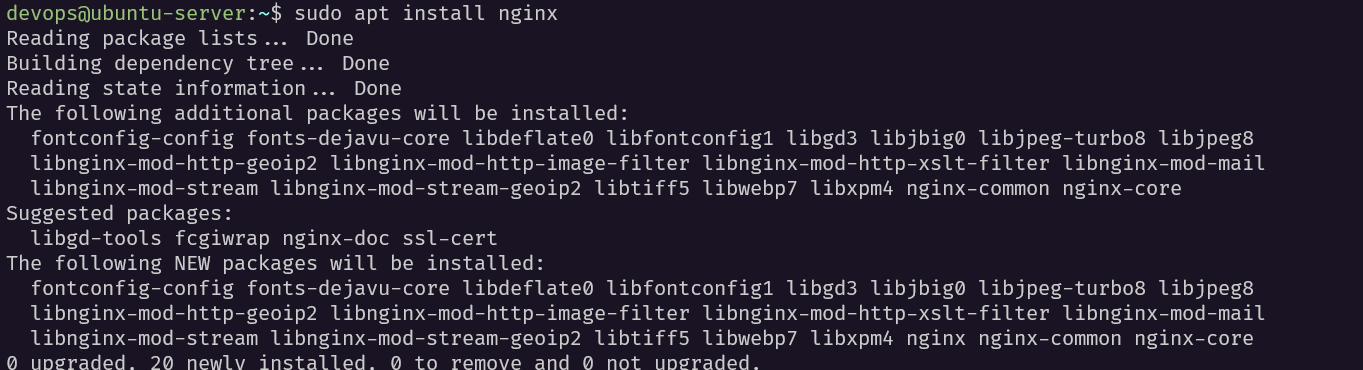 devops@ubuntu-server:~$ sudo apt install nginx
Reading package lists... Done
Building dependency tree... Done
Reading state information... Done
The following additional packages will be installed:
  fontconfig-config fonts-dejavu-core libdeflate0 libfontconfig1 libgd3 libjbig0 libjpeg-turbo8 libjpeg8
  libnginx-mod-http-geoip2 libnginx-mod-http-image-filter libnginx-mod-http-xslt-filter libnginx-mod-mail
  libnginx-mod-stream libnginx-mod-stream-geoip2 libtiff5 libwebp7 libxpm4 nginx-common nginx-core
Suggested packages:
  libgd-tools fcgiwrap nginx-doc ssl-cert
The following NEW packages will be installed:
  fontconfig-config fonts-dejavu-core libdeflate0 libfontconfig1 libgd3 libjbig0 libjpeg-turbo8 libjpeg8
  libnginx-mod-http-geoip2 libnginx-mod-http-image-filter libnginx-mod-http-xslt-filter libnginx-mod-mail
  libnginx-mod-stream libnginx-mod-stream-geoip2 libtiff5 libwebp7 libxpm4 nginx nginx-common nginx-core
0 upgraded, 20 newly installed, 0 to remove and 0 not upgraded.